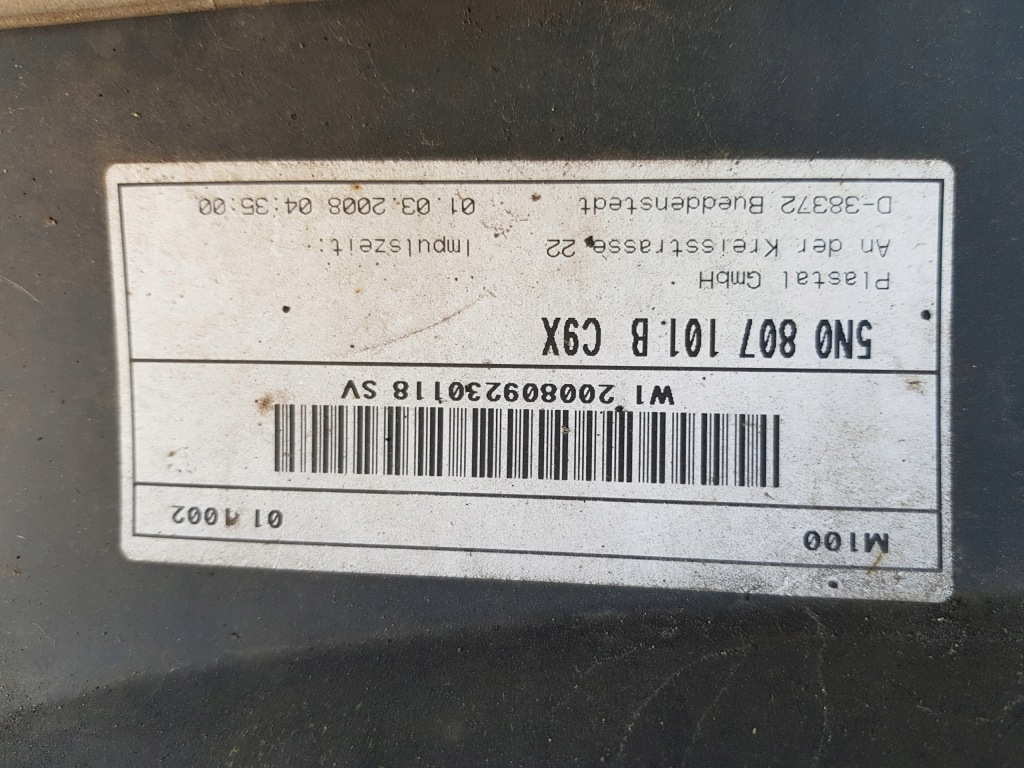 M100 01 1002
W1 200809230118 SV
5N0 807 101 B C9X
Plastal GmbH
An der Kreisstrasse 22 Impulszeit:
D-38372 Bueddenstedt 01.03.2008 04:35:00